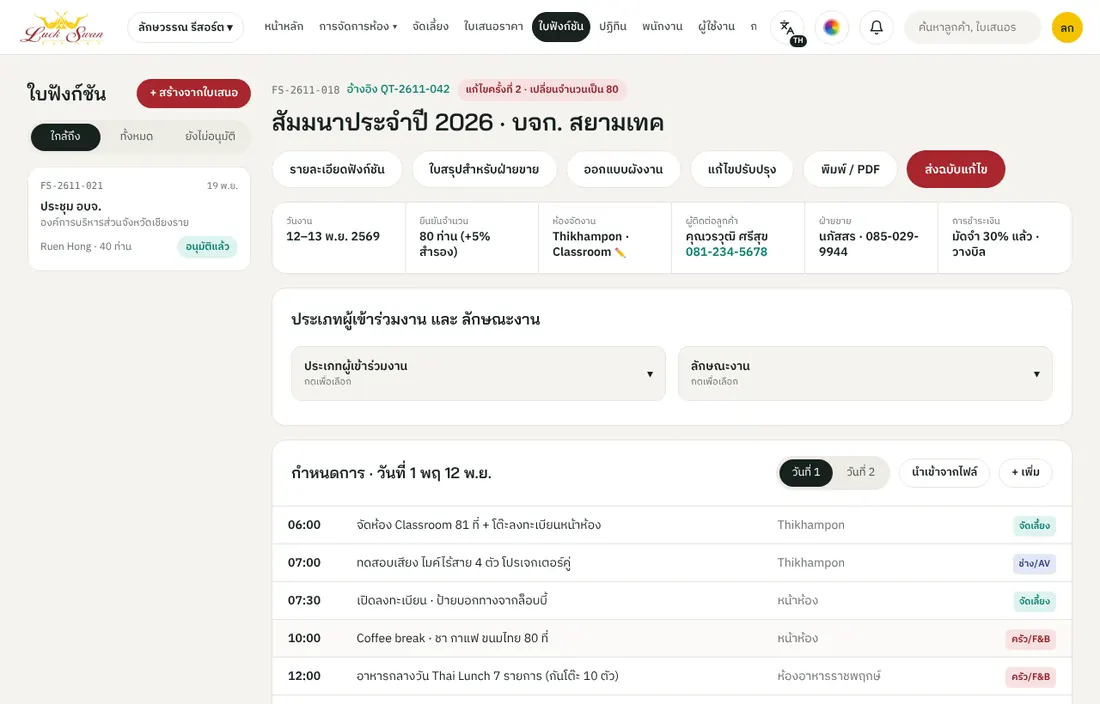 Luck Swan
ลักษวรรณ รีสอร์ต ▾
หน้าหลัก
การจัดการห้อง ▾
จัดเลี้ยง
ใบเสนอราคา
ใบฟังก์ชัน
ปฏิทิน
พนักงาน
ผู้ใช้งาน
ก
TH
ค้นหาลูกค้า, ใบเสนอร
ลก
ใบฟังก์ชัน
+ สร้างจากใบเสนอ
ใกล้ถึง
ทั้งหมด
ยังไม่อนุมัติ
FS-2611-021
19 พ.ย.
ประชุม อบจ.
องค์การบริหารส่วนจังหวัดเชียงราย
Ruen Hong · 40 ท่าน
อนุมัติแล้ว
FS-2611-018 อ้างอิง QT-2611-042 แก้ไขครั้งที่ 2 · เปลี่ยนจำนวนเป็น 80
สัมมนาประจำปี 2026 · บจก. สยามเทค
รายละเอียดฟังก์ชัน
ใบสรุปสำหรับฝ่ายขาย
ออกแบบผังงาน
แก้ไขปรับปรุง
พิมพ์ / PDF
ส่งฉบับแก้ไข
วันงาน
12–13 พ.ย. 2569
ยืนยันจำนวน
80 ท่าน (+5%
สำรอง)
ห้องจัดงาน
Thikhampon ·
Classroom ✏️
ผู้ติดต่อลูกค้า
คุณวรวุฒิ ศรีสุข
081-234-5678
ฝ่ายขาย
นภัสสร · 085-029-
9944
การชำระเงิน
มัดจำ 30% แล้ว ·
วางบิล
ประเภทผู้เข้าร่วมงาน และ ลักษณะงาน
ประเภทผู้เข้าร่วมงาน
กดเพื่อเลือก
▾
ลักษณะงาน
กดเพื่อเลือก
▾
กำหนดการ · วันที่ 1 พฤ 12 พ.ย.
วันที่ 1
วันที่ 2
นำเข้าจากไฟล์
+ เพิ่ม
06:00 จัดห้อง Classroom 81 ที่ + โต๊ะลงทะเบียนหน้าห้อง Thikhampon จัดเลี้ยง
07:00 ทดสอบเสียง ไมค์ไร้สาย 4 ตัว โปรเจกเตอร์คู่ Thikhampon ช่าง/AV
07:30 เปิดลงทะเบียน · ป้ายบอกทางจากล็อบบี้ หน้าห้อง จัดเลี้ยง
10:00 Coffee break · ชา กาแฟ ขนมไทย 80 ที่ หน้าห้อง ครัว/F&B
12:00 อาหารกลางวัน Thai Lunch 7 รายการ (กันโต๊ะ 10 ตัว) ห้องอาหารราชพฤกษ์ ครัว/F&B